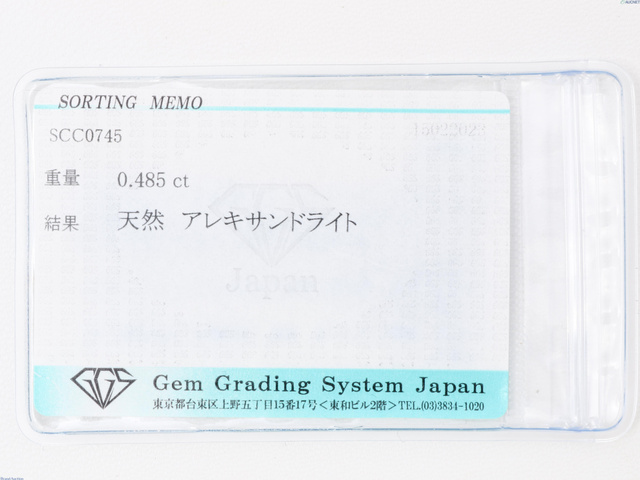 SORTING MEMO
SCC0745
15022023
重量 0.485 ct
結果 天然 アレキサンドライト
Japan
GGS
Gem Grading System Japan
東京都台東区上野五丁目15番17号<東和ビル2階>TEL.(03)3834-1020